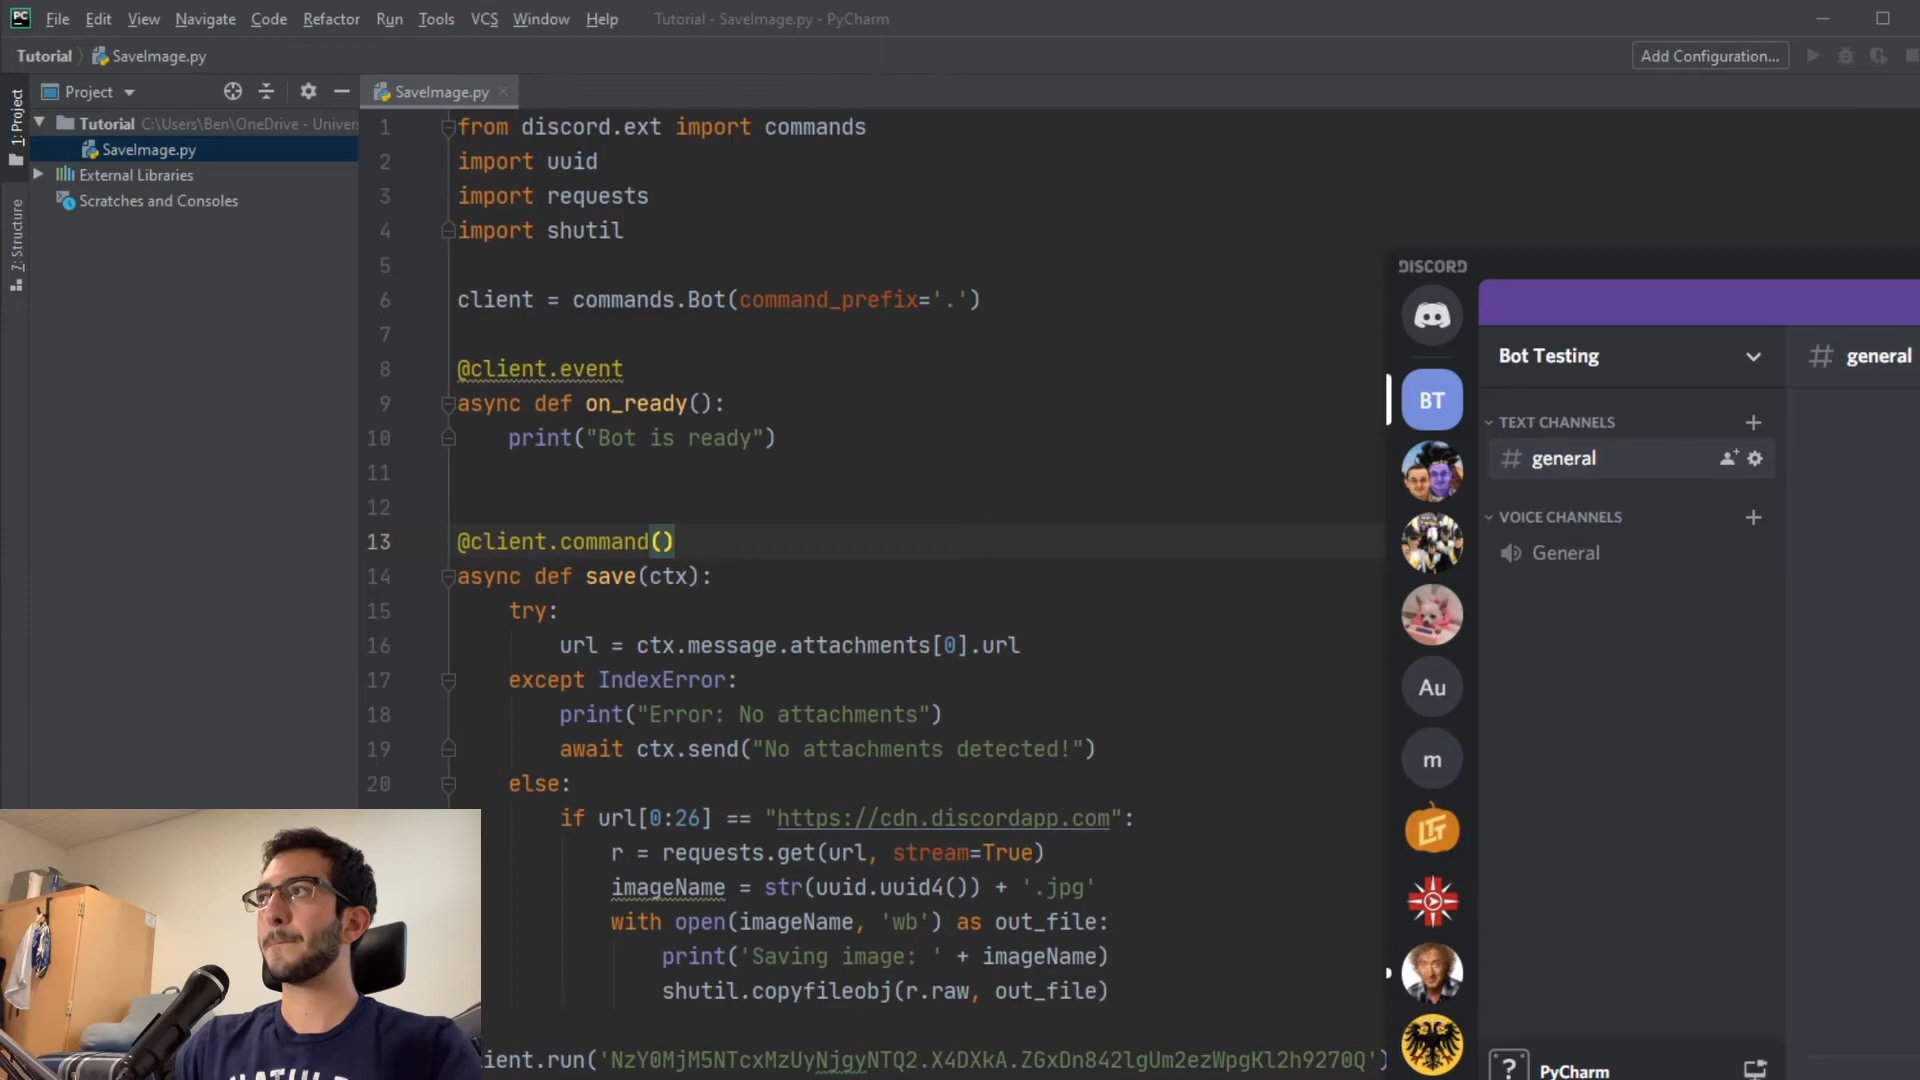 File Edit View Navigate Code Refactor Run Tools VCS Window Help Tutorial - SaveImage.py - PyCharm
Tutorial SaveImage.py Add Configuration...
Project SaveImage.py
1: Project
7: Structure
Tutorial C:\Users\Ben\OneDrive - Univer
SaveImage.py
External Libraries
Scratches and Consoles
1 from discord.ext import commands
2 import uuid
3 import requests
4 import shutil
5
6 client = commands.Bot(command_prefix='.')
7
8 @client.event
9 async def on_ready():
10 print("Bot is ready")
11
12
13 @client.command()
14 async def save(ctx):
15 try:
16 url = ctx.message.attachments[0].url
17 except IndexError:
18 print("Error: No attachments")
19 await ctx.send("No attachments detected!")
20 else:
if url[0:26] == "https://cdn.discordapp.com":
r = requests.get(url, stream=True)
imageName = str(uuid.uuid4()) + '.jpg'
with open(imageName, 'wb') as out_file:
print('Saving image: ' + imageName)
shutil.copyfileobj(r.raw, out_file)
ient.run('NzY0MjM5NTcxMzUyNjgyNTQ2.X4DXkA.ZGxDn842lgUm2ezWpgKl2h9270Q')
DISCORD
BT
Au
m
LTT
Bot Testing
# general
TEXT CHANNELS
# general
VOICE CHANNELS
General
? PyCharm